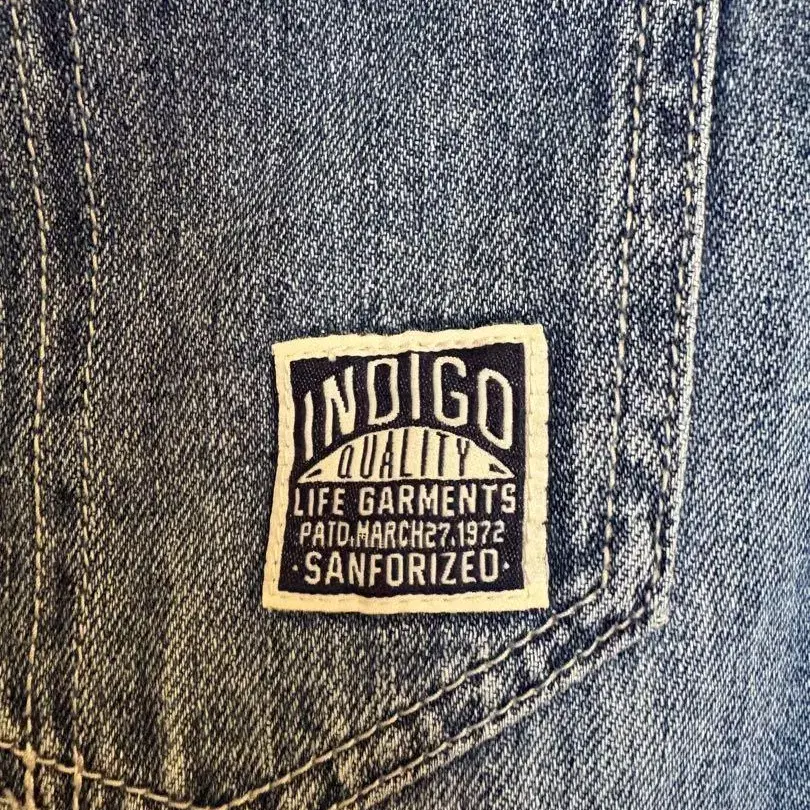 INDIGO
QUALITY
LIFE GARMENTS
PATD,MARCH27,1972
·SANFORIZED·